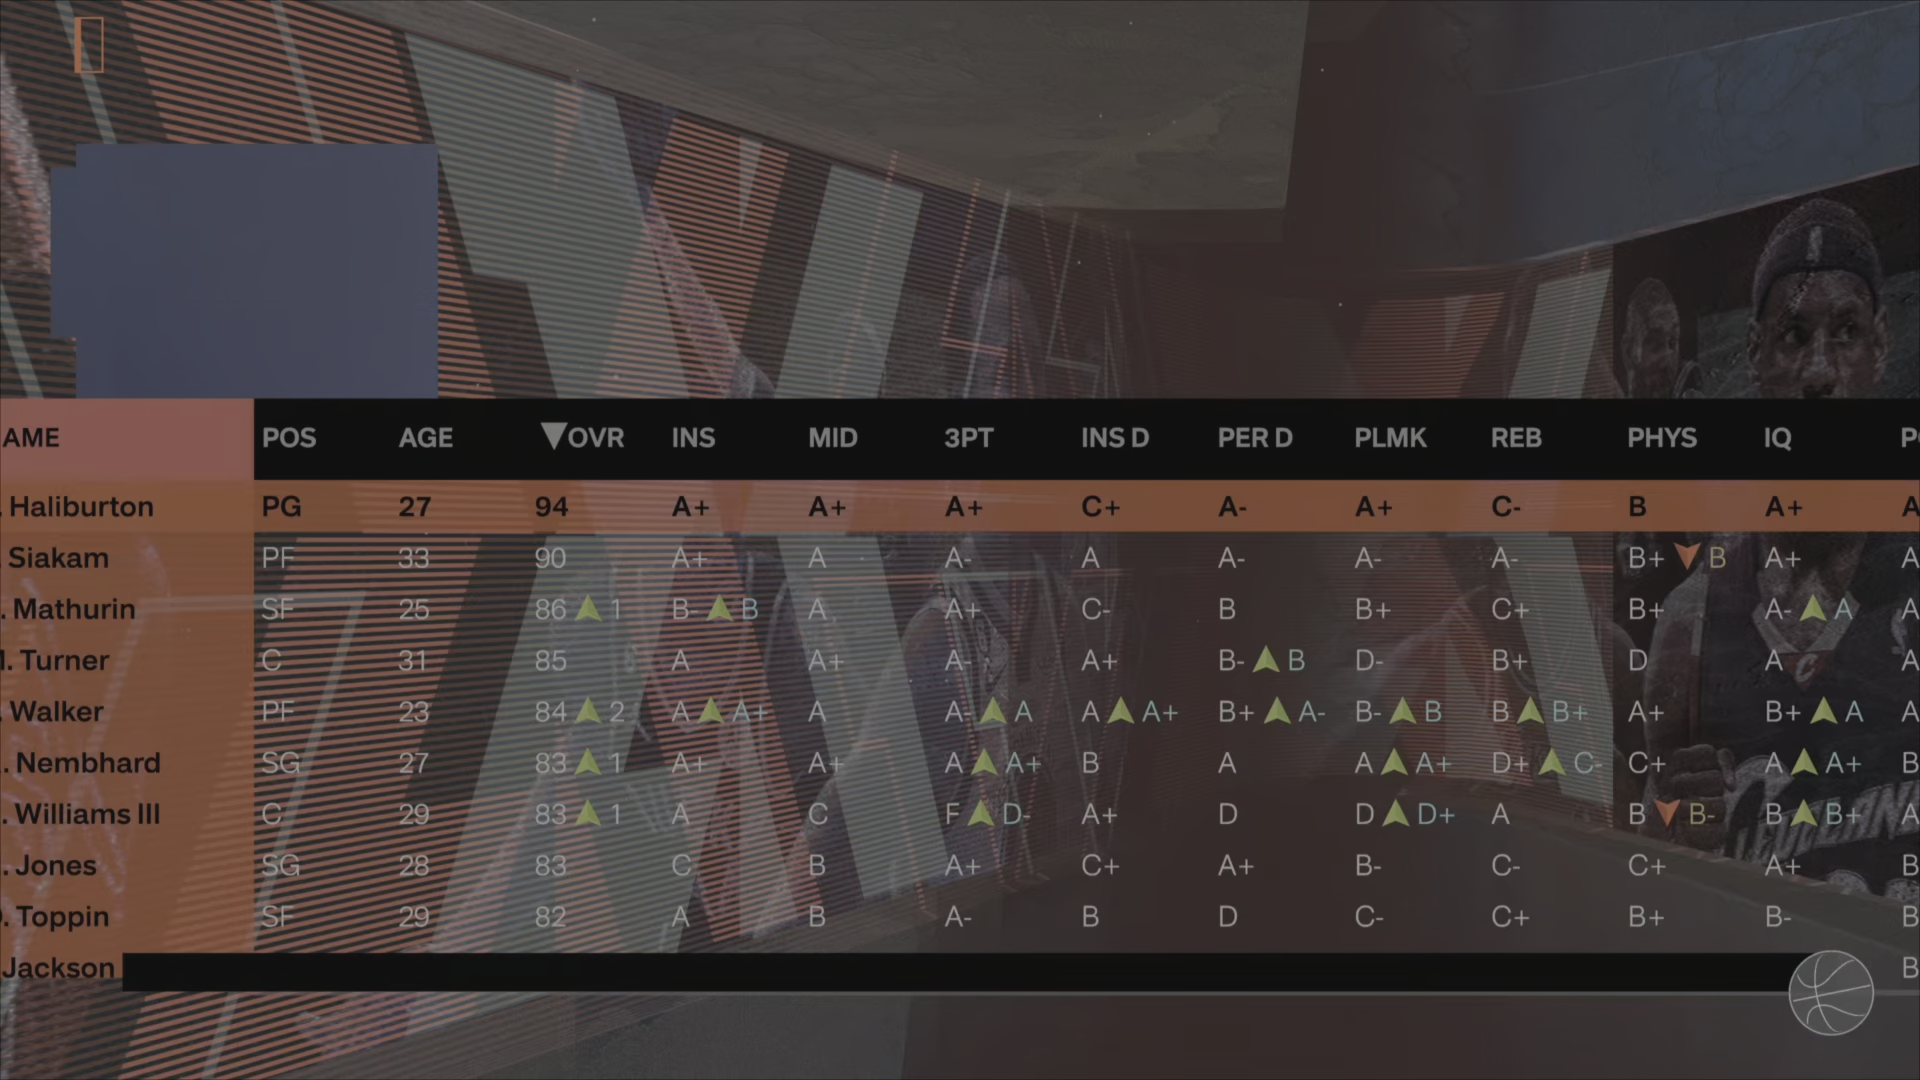 AME POS AGE ▼OVR INS MID 3PT INS D PER D PLMK REB PHYS IQ
. Haliburton PG 27 94 A+ A+ A+ C+ A- A+ C- B A+ A
. Siakam PF 33 90 A+ A A- A A- A- A- B+ ▼ B A+ A
. Mathurin SF 25 86 ▲ 1 B- ▲ B A A+ C- B B+ C+ B+ A- ▲ A A
. Turner C 31 85 A A+ A- A+ B- ▲ B D- B+ D A A
. Walker PF 23 84 ▲ 2 A ▲ A+ A A- ▲ A A ▲ A+ B+ ▲ A- B- ▲ B B ▲ B+ A+ B+ ▲ A A
. Nembhard SG 27 83 ▲ 1 A+ A+ A ▲ A+ B A A ▲ A+ D+ ▲ C- C+ A ▲ A+ B
. Williams III C 29 83 ▲ 1 A C F ▲ D- A+ D D ▲ D+ A B ▼ B- B ▲ B+ A
. Jones SG 28 83 C B A+ C+ A+ B- C- C+ A+ B
. Toppin SF 29 82 A B A- B D C- C+ B+ B- B
Jackson B